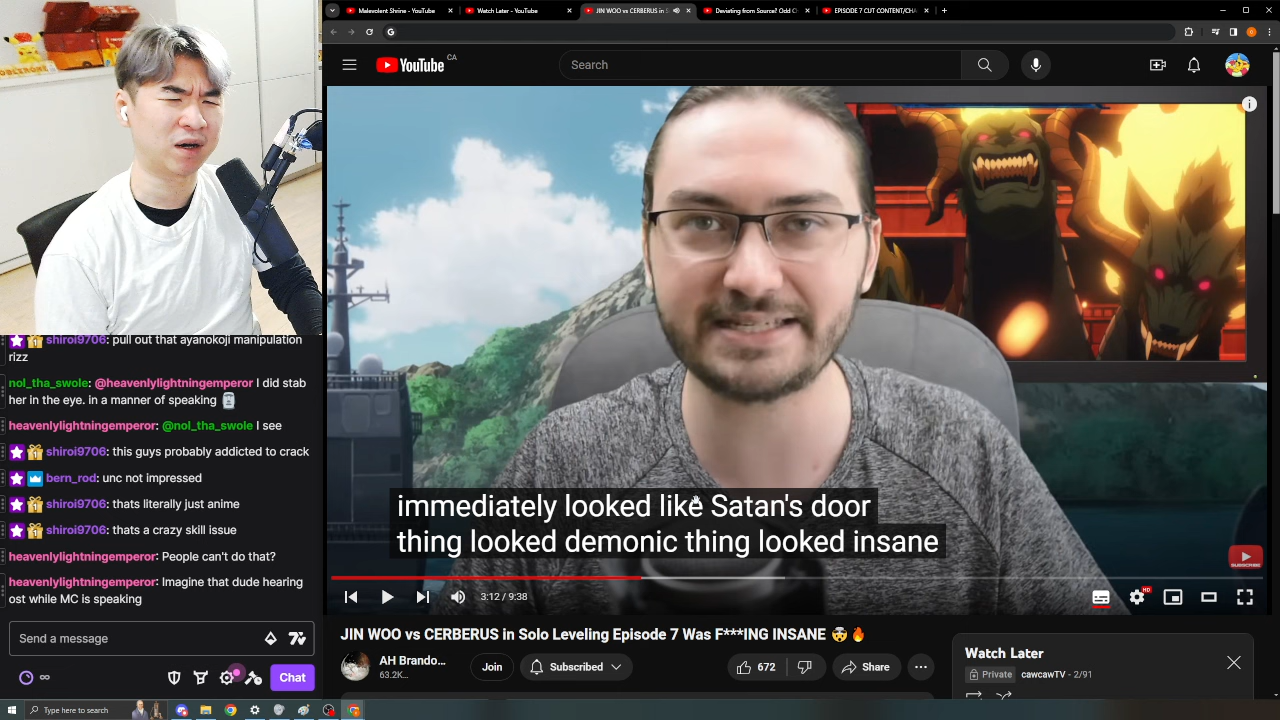 Malevolent Shrine - YouTube
Watch Later - YouTube
JIN WOO vs CERBERUS in S
Deviating from Source? Odd C
EPISODE 7 CUT CONTENT/CHA
YouTube CA
Search
immediately looked like Satan's door
thing looked demonic thing looked insane
SUBSCRIBE
3:12 / 9:38
HD
JIN WOO vs CERBERUS in Solo Leveling Episode 7 Was F***ING INSANE 🤯🔥
AH Brando...
63.2K...
Join
Subscribed
672
Share
Watch Later
Private cawcawTV - 2/91
shiroi9706: pull out that ayanokoji manipulation
rizz
nol_tha_swole: @heavenlylightningemperor I did stab
her in the eye. in a manner of speaking
heavenlylightningemperor: @nol_tha_swole I see
shiroi9706: this guys probably addicted to crack
bern_rod: unc not impressed
shiroi9706: thats literally just anime
shiroi9706: thats a crazy skill issue
heavenlylightningemperor: People can't do that?
heavenlylightningemperor: Imagine that dude hearing
ost while MC is speaking
Send a message
Chat
Type here to search